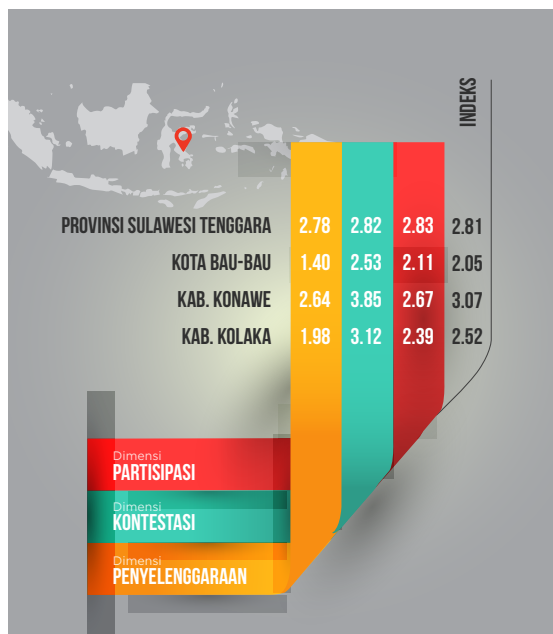 INDEKS
PROVINSI SULAWESI TENGGARA 2.78 2.82 2.83 2.81
KOTA BAU-BAU 1.40 2.53 2.11 2.05
KAB. KONAWE 2.64 3.85 2.67 3.07
KAB. KOLAKA 1.98 3.12 2.39 2.52
Dimensi
PARTISIPASI
Dimensi
KONTESTASI
Dimensi
PENYELENGGARAAN